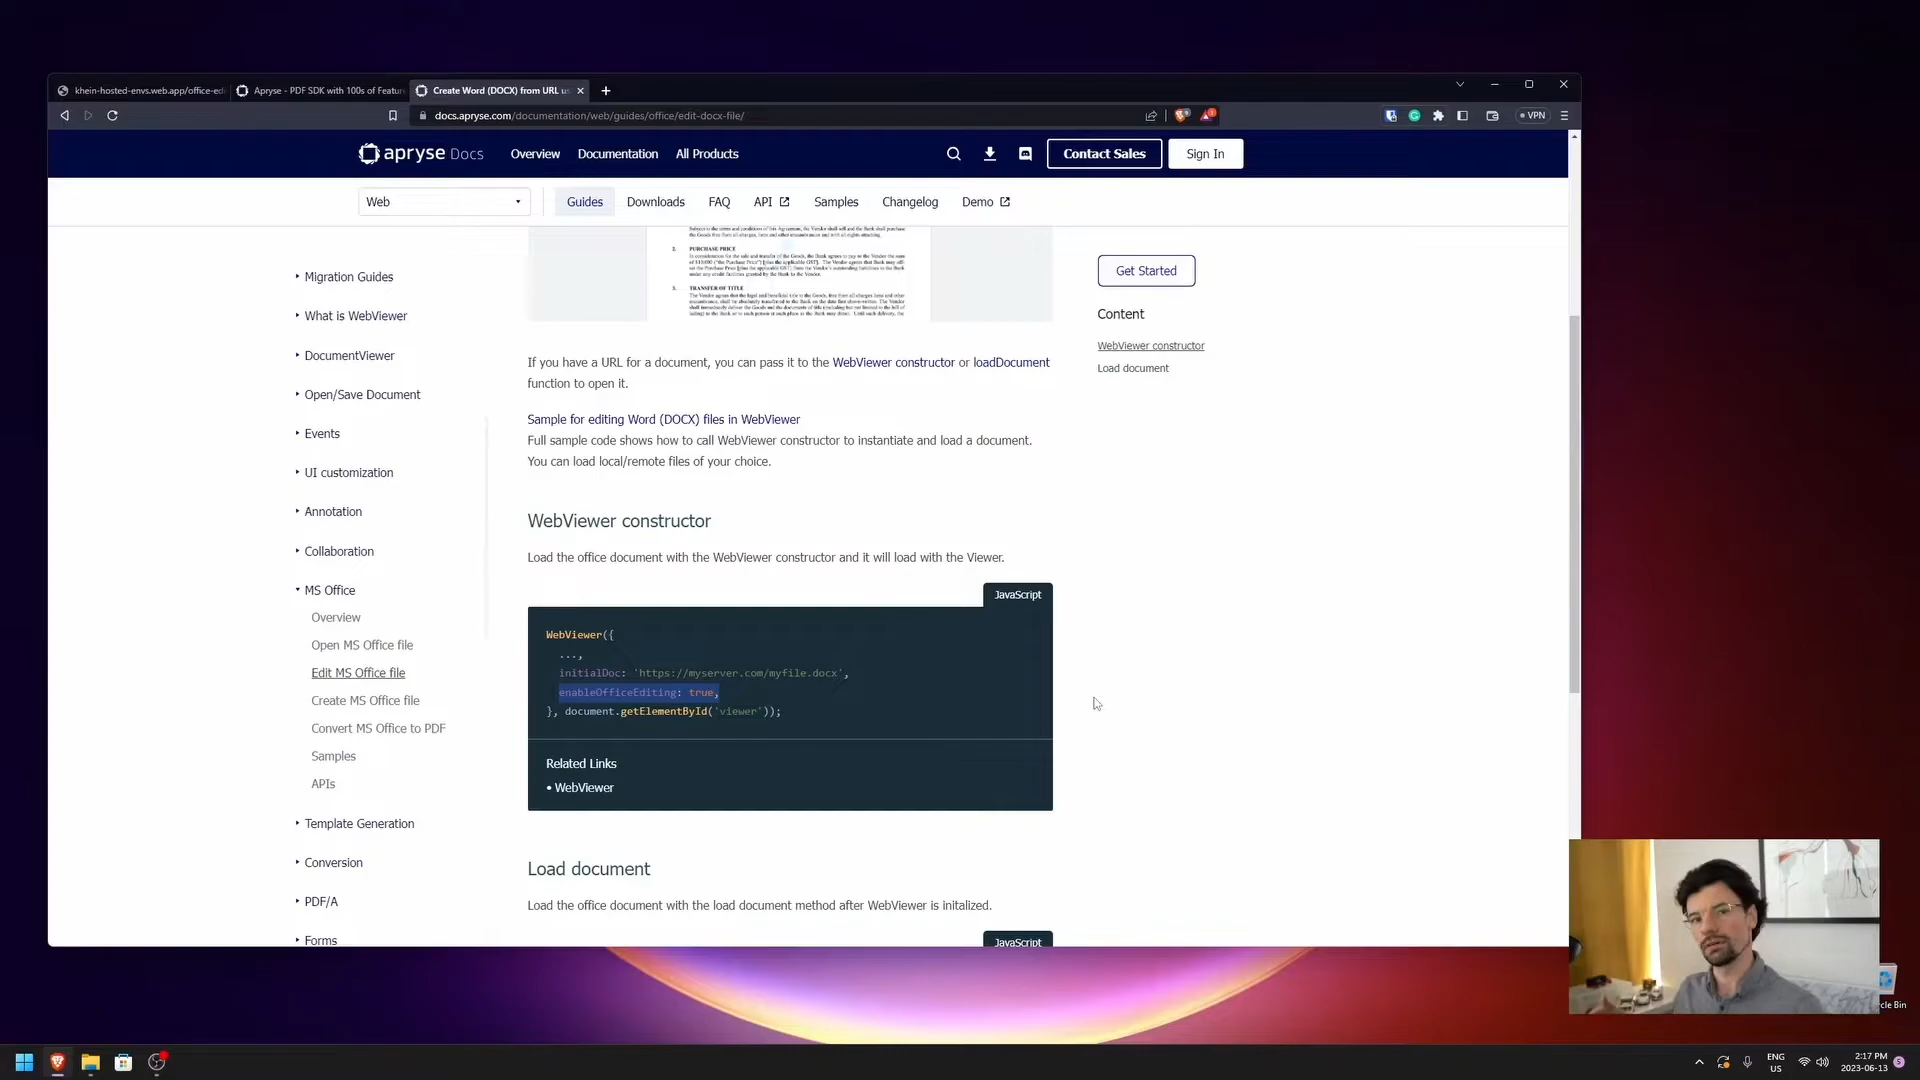 khein-hosted-envs.web.app/office-edi
Apryse - PDF SDK with 100s of Featur
Create Word (DOCX) from URL us
docs.apryse.com/documentation/web/guides/office/edit-docx-file/
VPN
apryse Docs
Overview
Documentation
All Products
Contact Sales
Sign In
Web
Guides
Downloads
FAQ
API
Samples
Changelog
Demo
Migration Guides
What is WebViewer
DocumentViewer
Open/Save Document
Events
UI customization
Annotation
Collaboration
MS Office
Overview
Open MS Office file
Edit MS Office file
Create MS Office file
Convert MS Office to PDF
Samples
APIs
Template Generation
Conversion
PDF/A
Forms
2. PURCHASE PRICE
3. TRANSFER OF TITLE
If you have a URL for a document, you can pass it to the WebViewer constructor or loadDocument
function to open it.
Sample for editing Word (DOCX) files in WebViewer
Full sample code shows how to call WebViewer constructor to instantiate and load a document.
You can load local/remote files of your choice.
WebViewer constructor
Load the office document with the WebViewer constructor and it will load with the Viewer.
JavaScript
WebViewer({
...,
initialDoc: 'https://myserver.com/myfile.docx',
enableOfficeEditing: true,
}, document.getElementById('viewer'));
Related Links
• WebViewer
Load document
Load the office document with the load document method after WebViewer is initalized.
JavaScript
Get Started
Content
WebViewer constructor
Load document
cle Bin
ENG
US
2:17 PM
2023-06-13
5